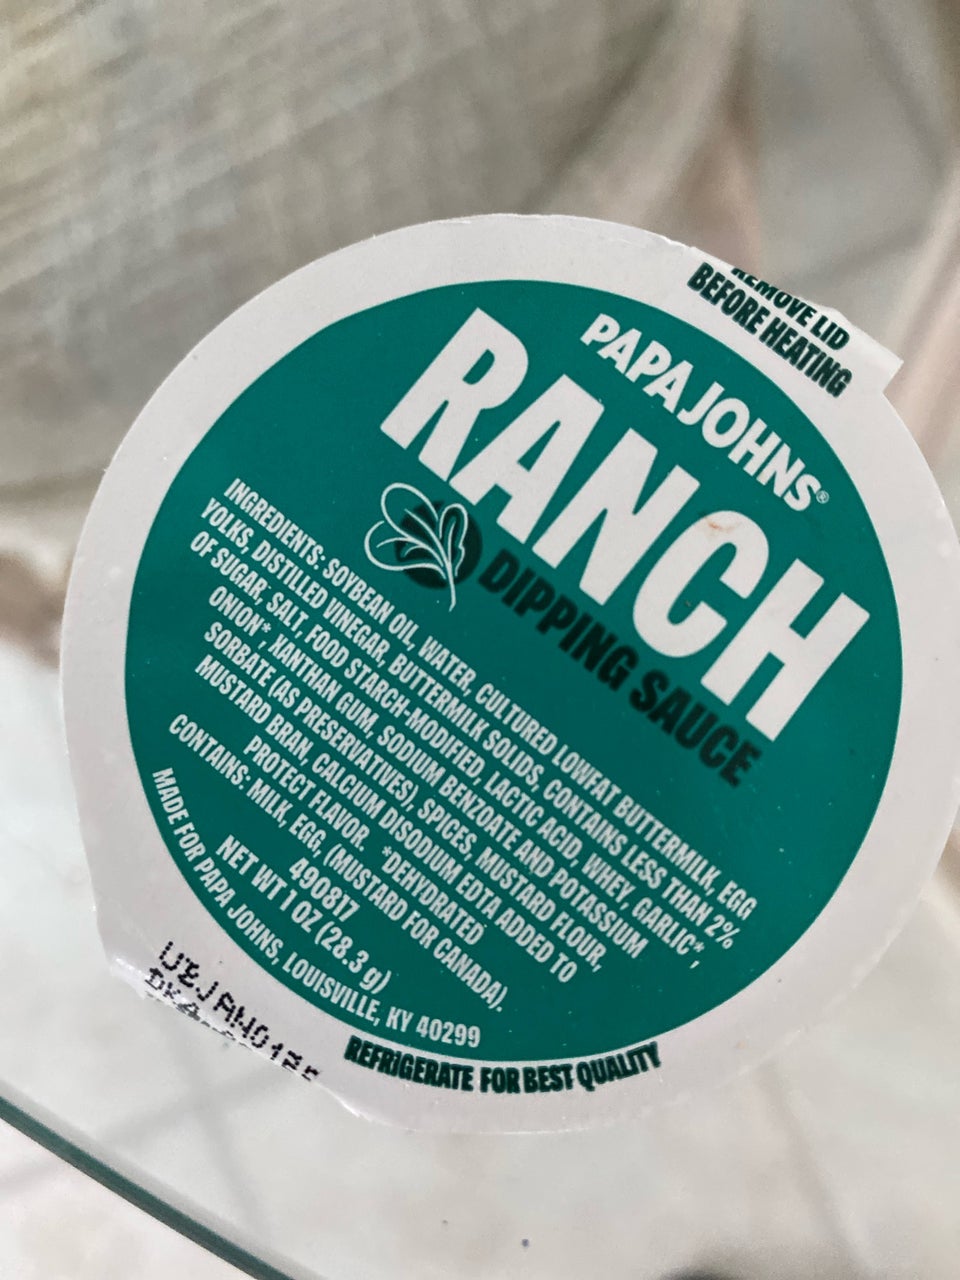 REMOVE LID
BEFORE HEATING
PAPA JOHNS®
RANCH
DIPPING SAUCE
INGREDIENTS: SOYBEAN OIL, WATER, CULTURED LOWFAT BUTTERMILK, EGG
YOLKS, DISTILLED VINEGAR, BUTTERMILK SOLIDS, CONTAINS LESS THAN 2%
OF SUGAR, SALT, FOOD STARCH-MODIFIED, LACTIC ACID, WHEY, GARLIC*,
ONION*, XANTHAN GUM, SODIUM BENZOATE AND POTASSIUM
SORBATE (AS PRESERVATIVES), SPICES, MUSTARD FLOUR,
MUSTARD BRAN, CALCIUM DISODIUM EDTA ADDED TO
PROTECT FLAVOR. *DEHYDRATED
CONTAINS: MILK, EGG, (MUSTARD FOR CANADA).
490817
NET WT 1 OZ (28.3 g)
MADE FOR PAPA JOHNS, LOUISVILLE, KY 40299
REFRIGERATE FOR BEST QUALITY